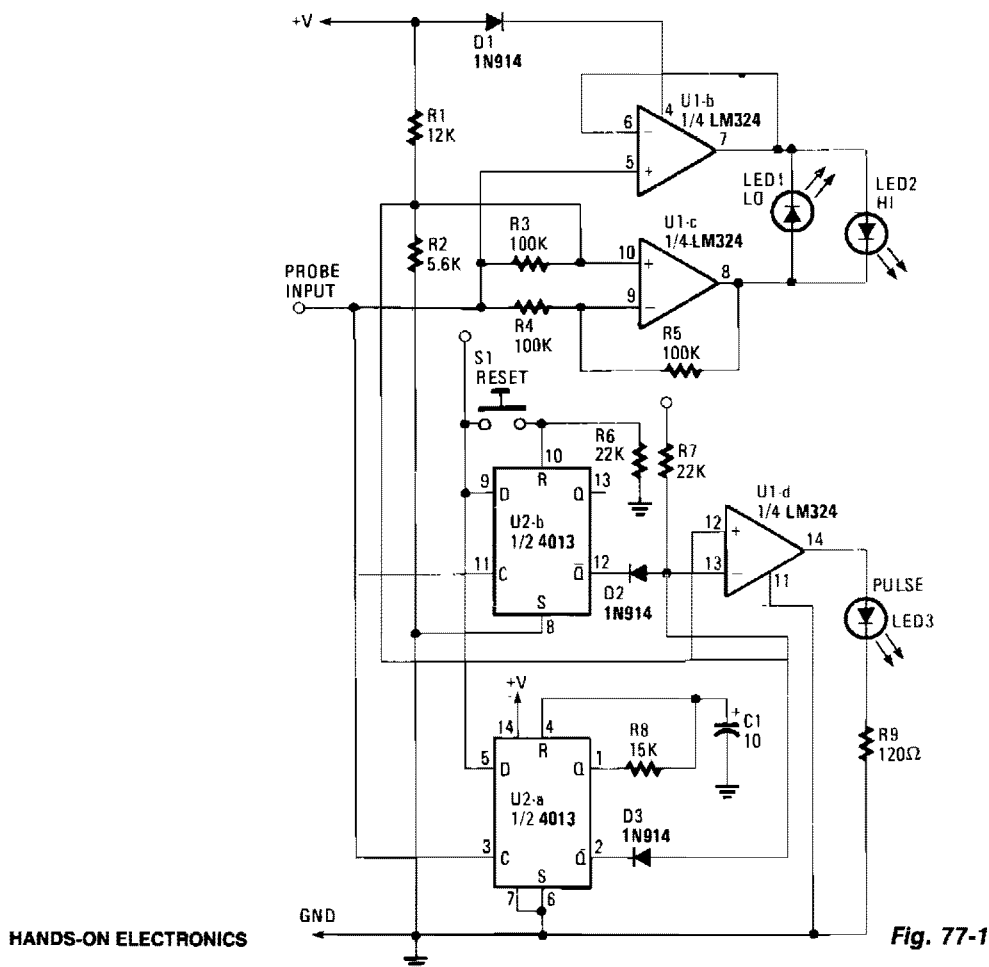 +V
D1
1N914
R1
12K
U1-b
1/4 LM324
4
6
−
7
5
+
LED1
LO
LED2
HI
R2
5.6K
R3
100K
U1-c
1/4 LM324
10
+
8
9
−
PROBE
INPUT
R4
100K
R5
100K
S1
RESET
R6
22K
R7
22K
10
R
9
D
Q
13
U2-b
1/2 4013
11
C
Q̅
12
S
8
D2
1N914
U1-d
1/4 LM324
12
+
14
13
−
11
PULSE
LED3
+V
14
4
R
5
D
Q
1
R8
15K
+
C1
10
R9
120Ω
U2-a
1/2 4013
D3
1N914
3
C
Q̅
2
S
7
6
GND
HANDS-ON ELECTRONICS
Fig. 77-1